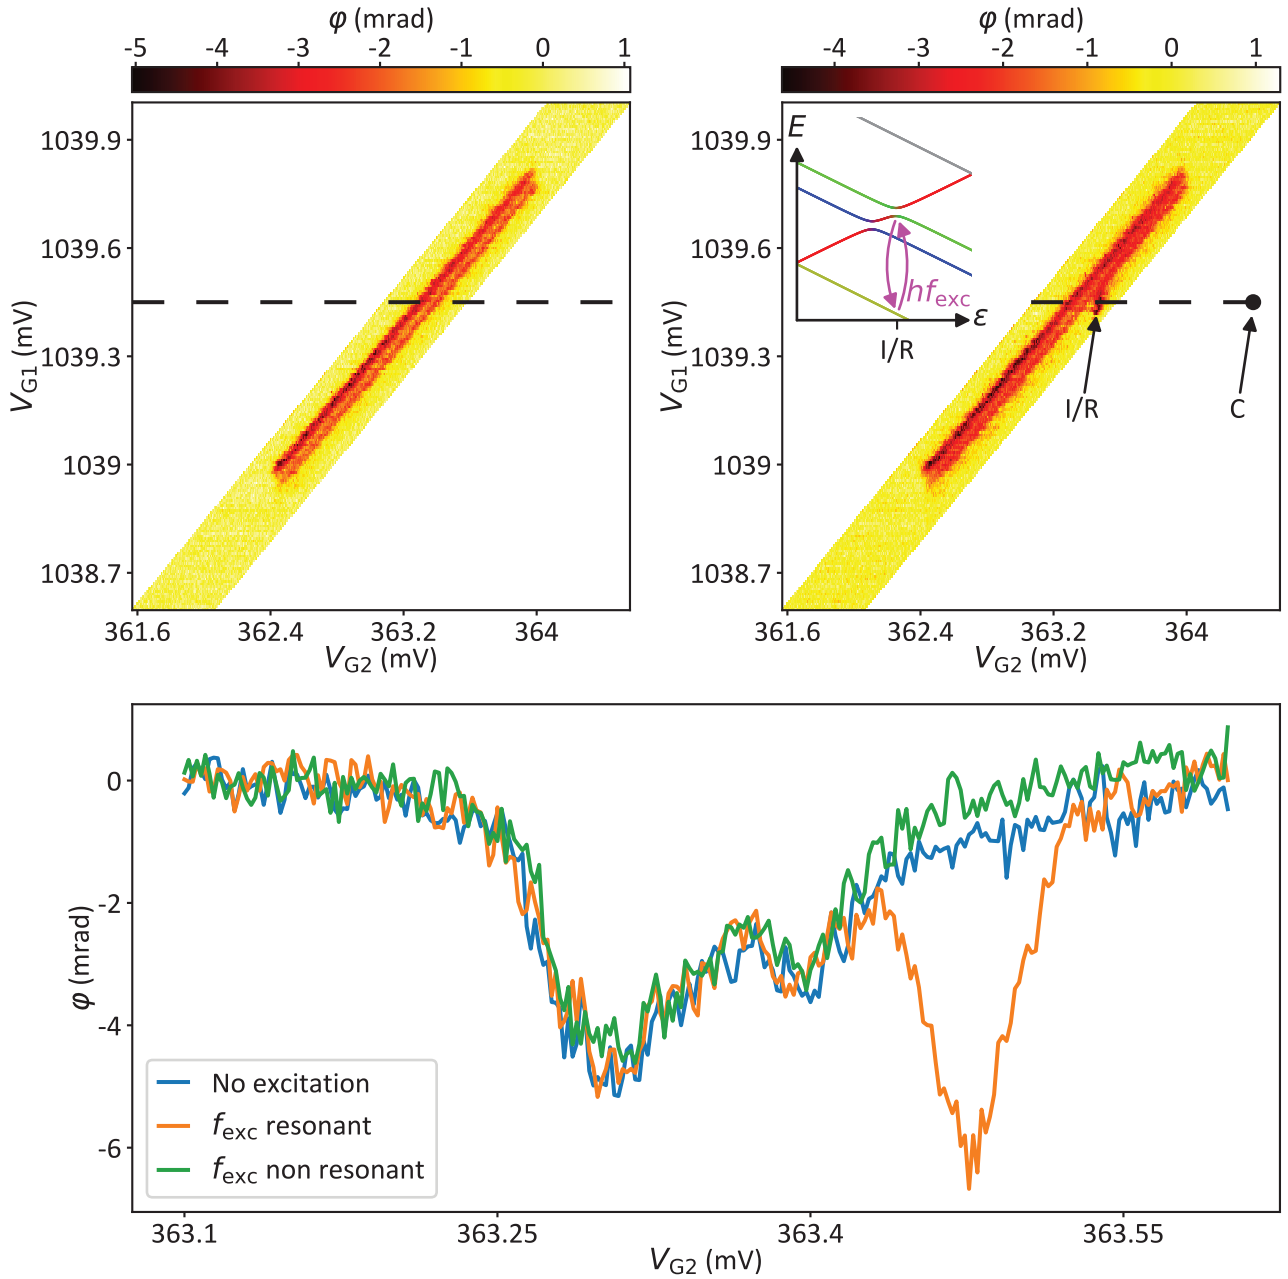 φ (mrad)
-5 -4 -3 -2 -1 0 1
1039.9
1039.6
1039.3
1039
1038.7
V_G1 (mV)
361.6 362.4 363.2 364
V_G2 (mV)
φ (mrad)
-4 -3 -2 -1 0 1
1039.9
1039.6
1039.3
1039
1038.7
V_G1 (mV)
E
hf_exc
ε
I/R
I/R
C
361.6 362.4 363.2 364
V_G2 (mV)
φ (mrad)
0
-2
-4
-6
No excitation
f_exc resonant
f_exc non resonant
363.1 363.25 363.4 363.55
V_G2 (mV)